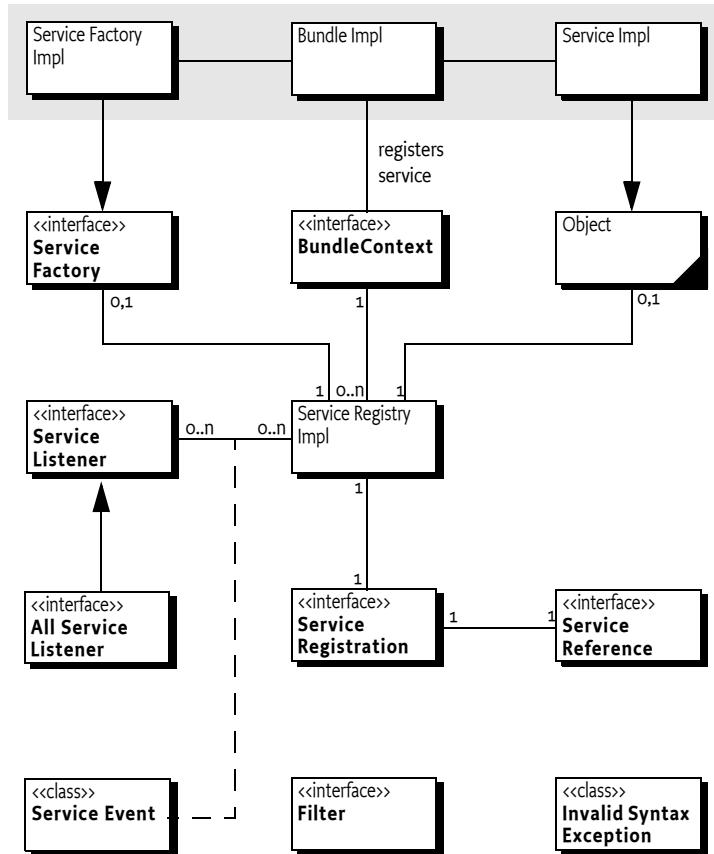 Service Factory
Impl
Bundle Impl
Service Impl
registers
service
<<interface>>
Service
Factory
<<interface>>
BundleContext
Object
0,1
1
0,1
1
0..n
1
<<interface>>
Service
Listener
0..n
0..n
Service Registry
Impl
1
1
<<interface>>
All Service
Listener
<<interface>>
Service
Registration
1
1
<<interface>>
Service
Reference
<<class>>
Service Event
<<interface>>
Filter
<<class>>
Invalid Syntax
Exception